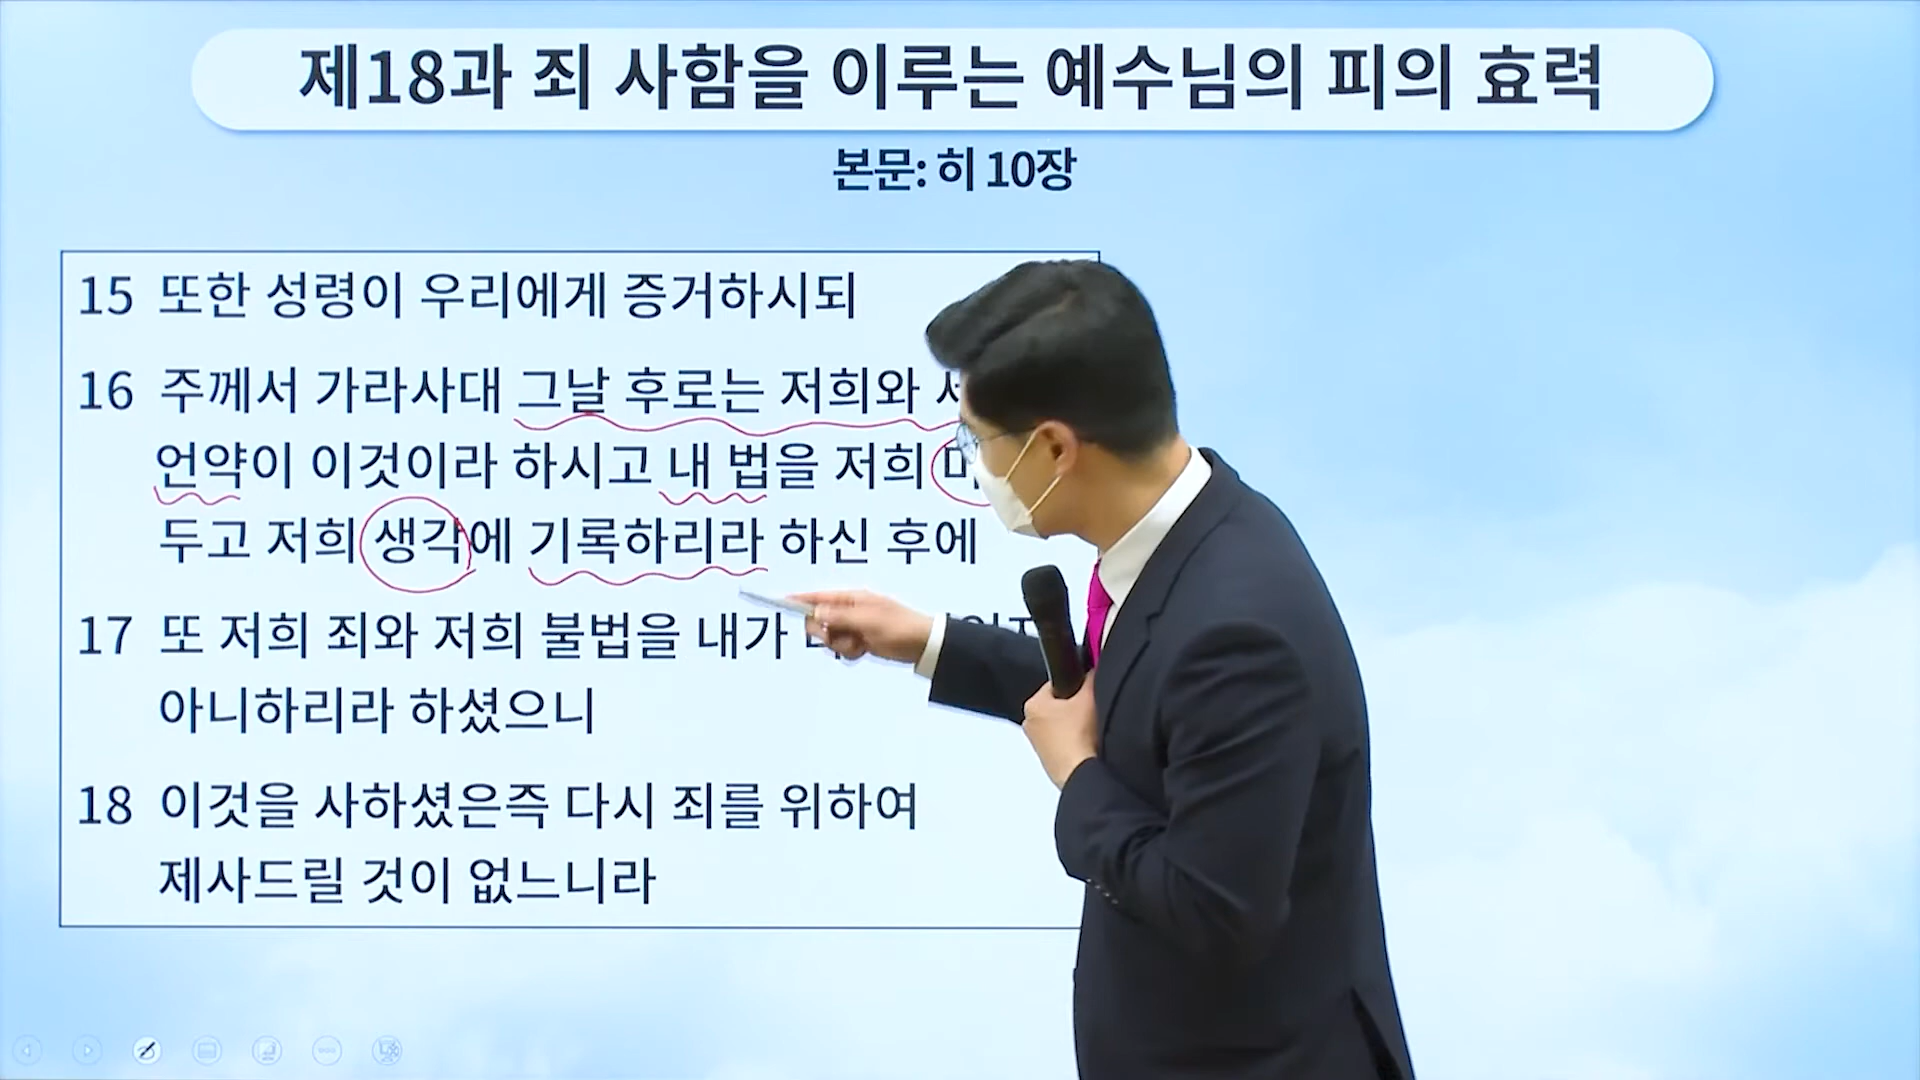 제18과 죄 사함을 이루는 예수님의 피의 효력
본문: 히 10장
15 또한 성령이 우리에게 증거하시되
16 주께서 가라사대 그날 후로는 저희와
언약이 이것이라 하시고 내 법을 저희
두고 저희 생각에 기록하리라 하신 후에
17 또 저희 죄와 저희 불법을 내가
아니하리라 하셨으니
18 이것을 사하셨은즉 다시 죄를 위하여
제사드릴 것이 없느니라